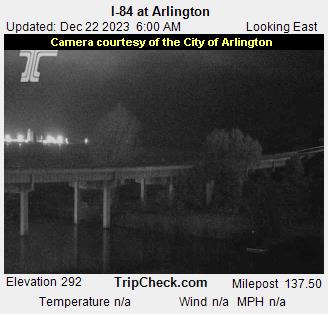 I-84 at Arlington
Updated: Dec 22 2023 6:00 AM Looking East
Camera courtesy of the City of Arlington
Elevation 292 TripCheck.com Milepost 137.50
Temperature n/a Wind n/a MPH n/a